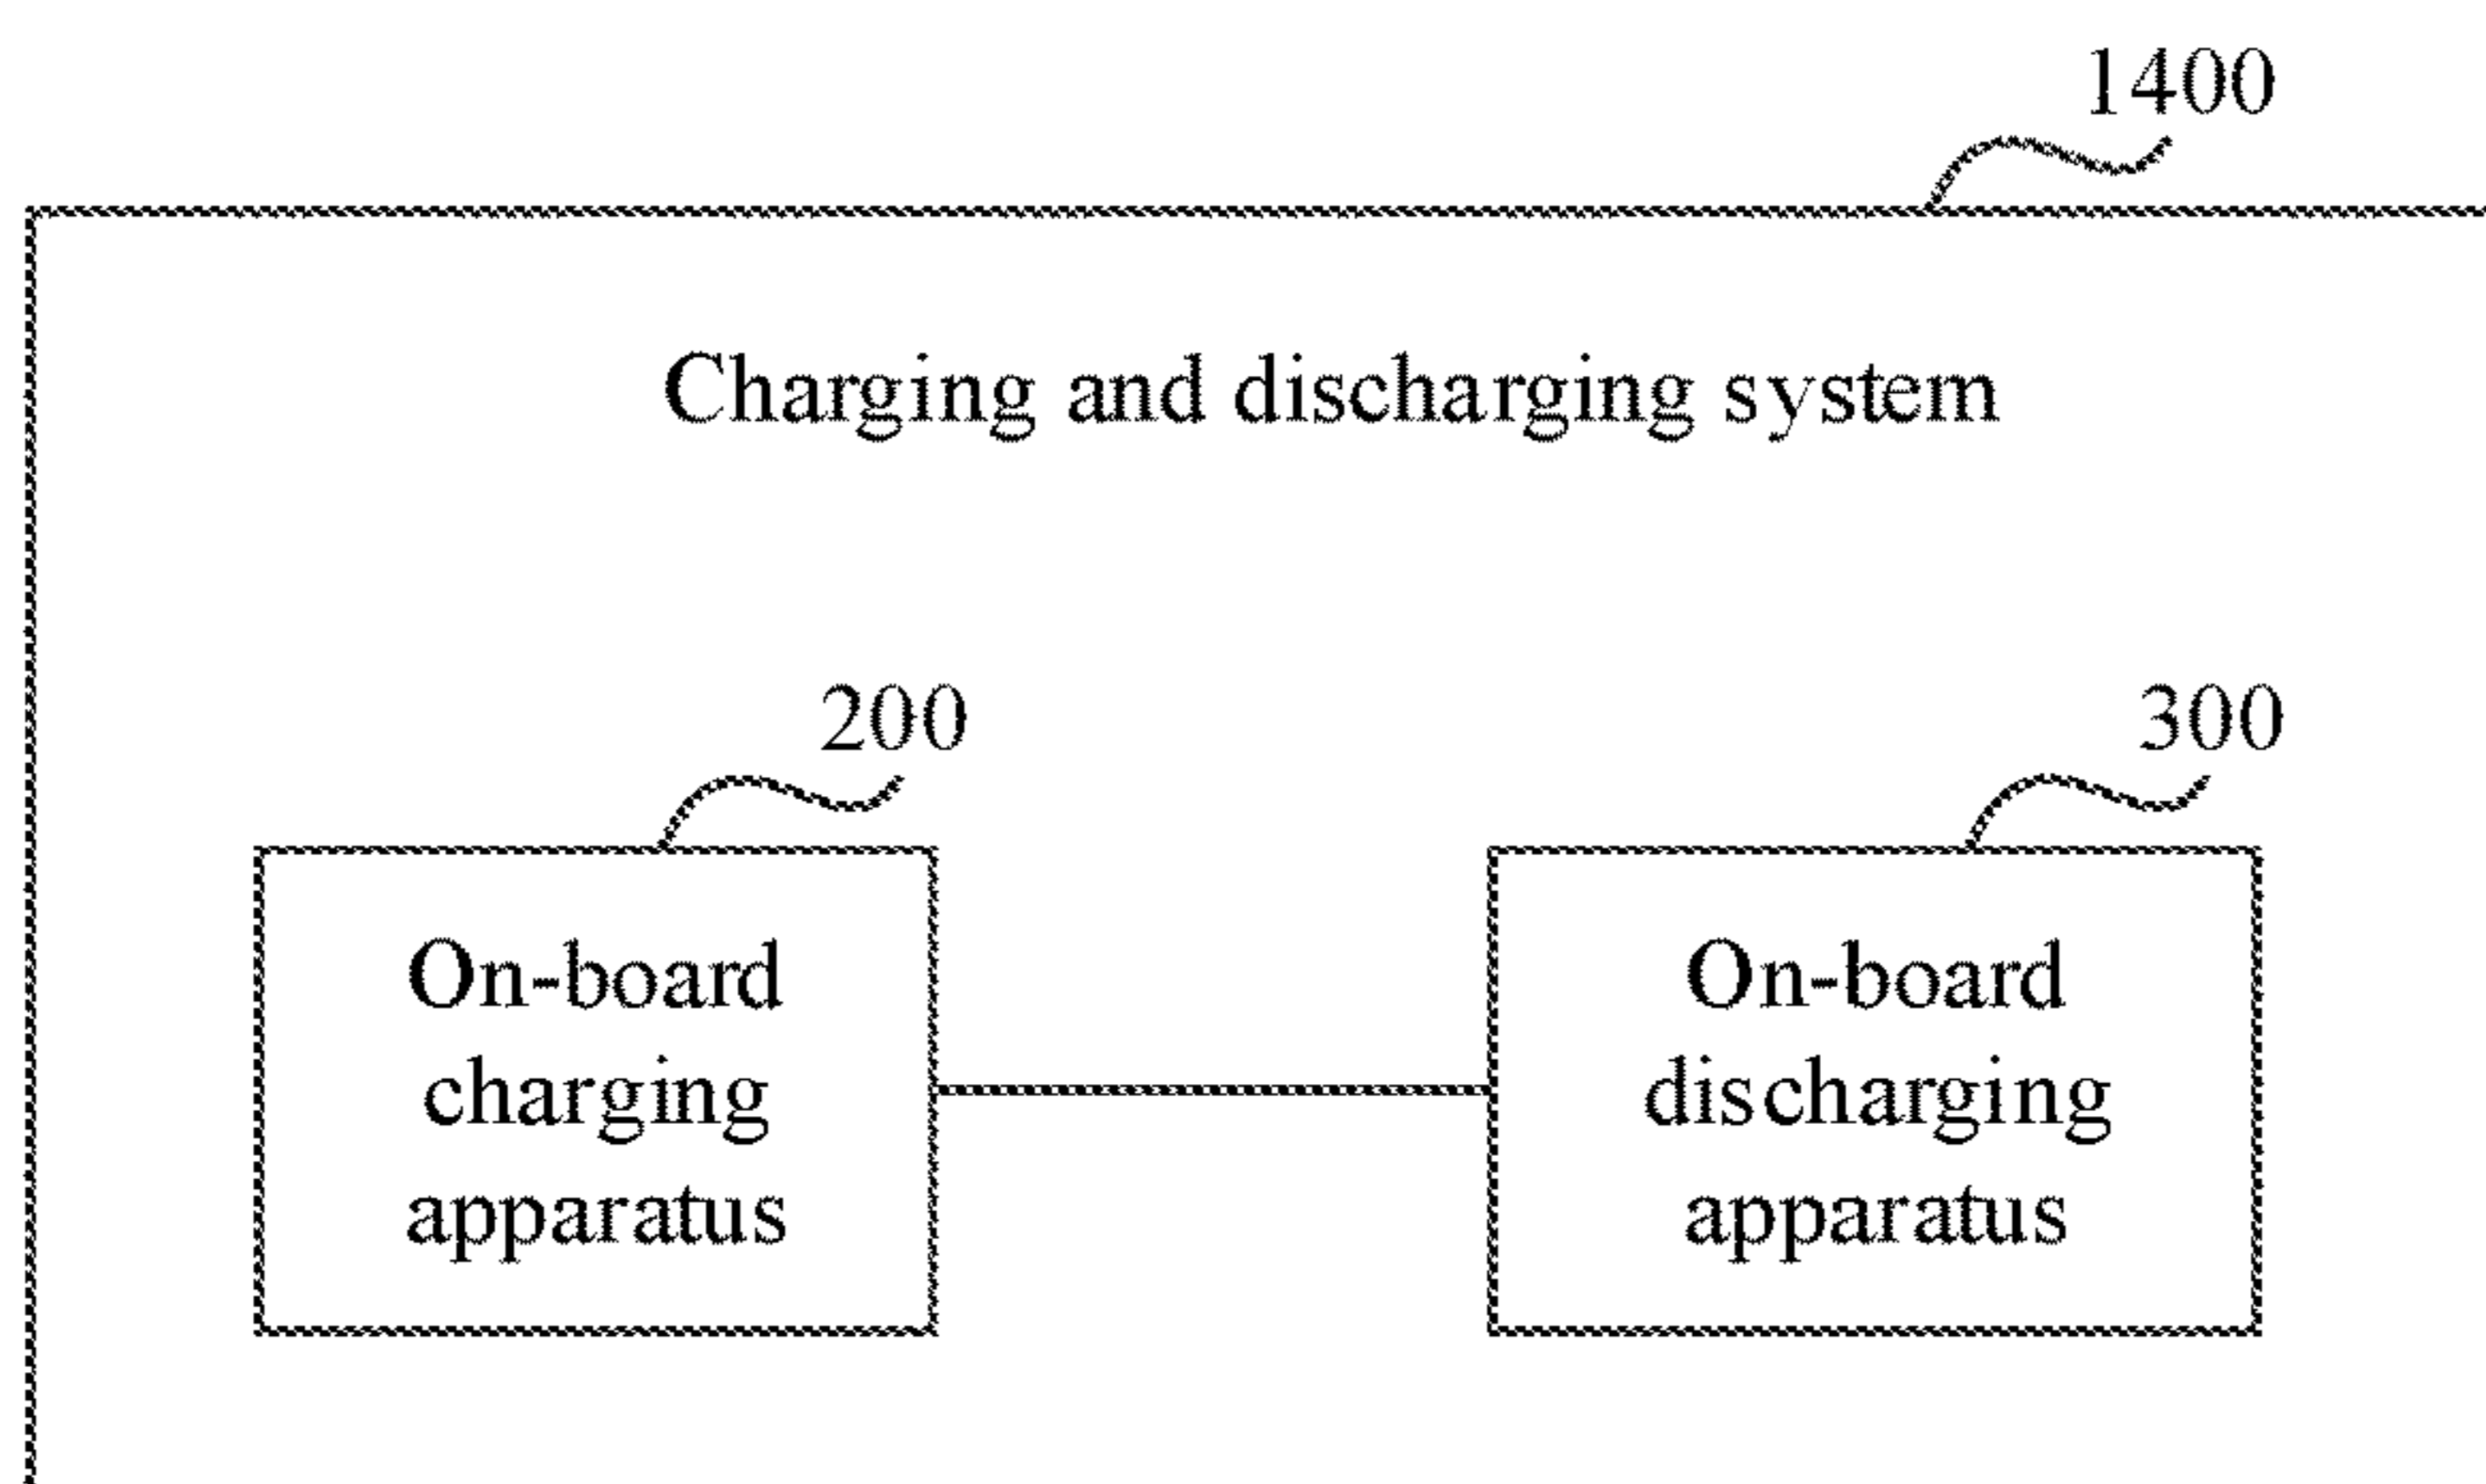 1400
Charging and discharging system
200
300
On-board
charging
apparatus
On-board
discharging
apparatus